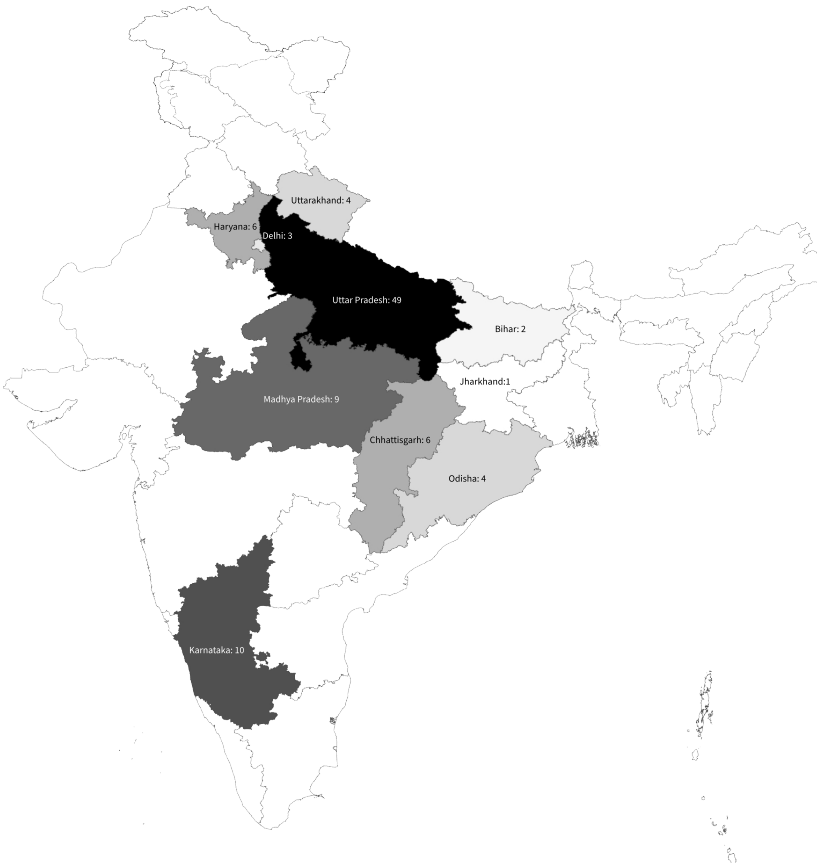 Uttarakhand: 4
Haryana: 6
Delhi: 3
Uttar Pradesh: 49
Bihar: 2
Jharkhand:1
Madhya Pradesh: 9
Chhattisgarh: 6
Odisha: 4
Karnataka: 10